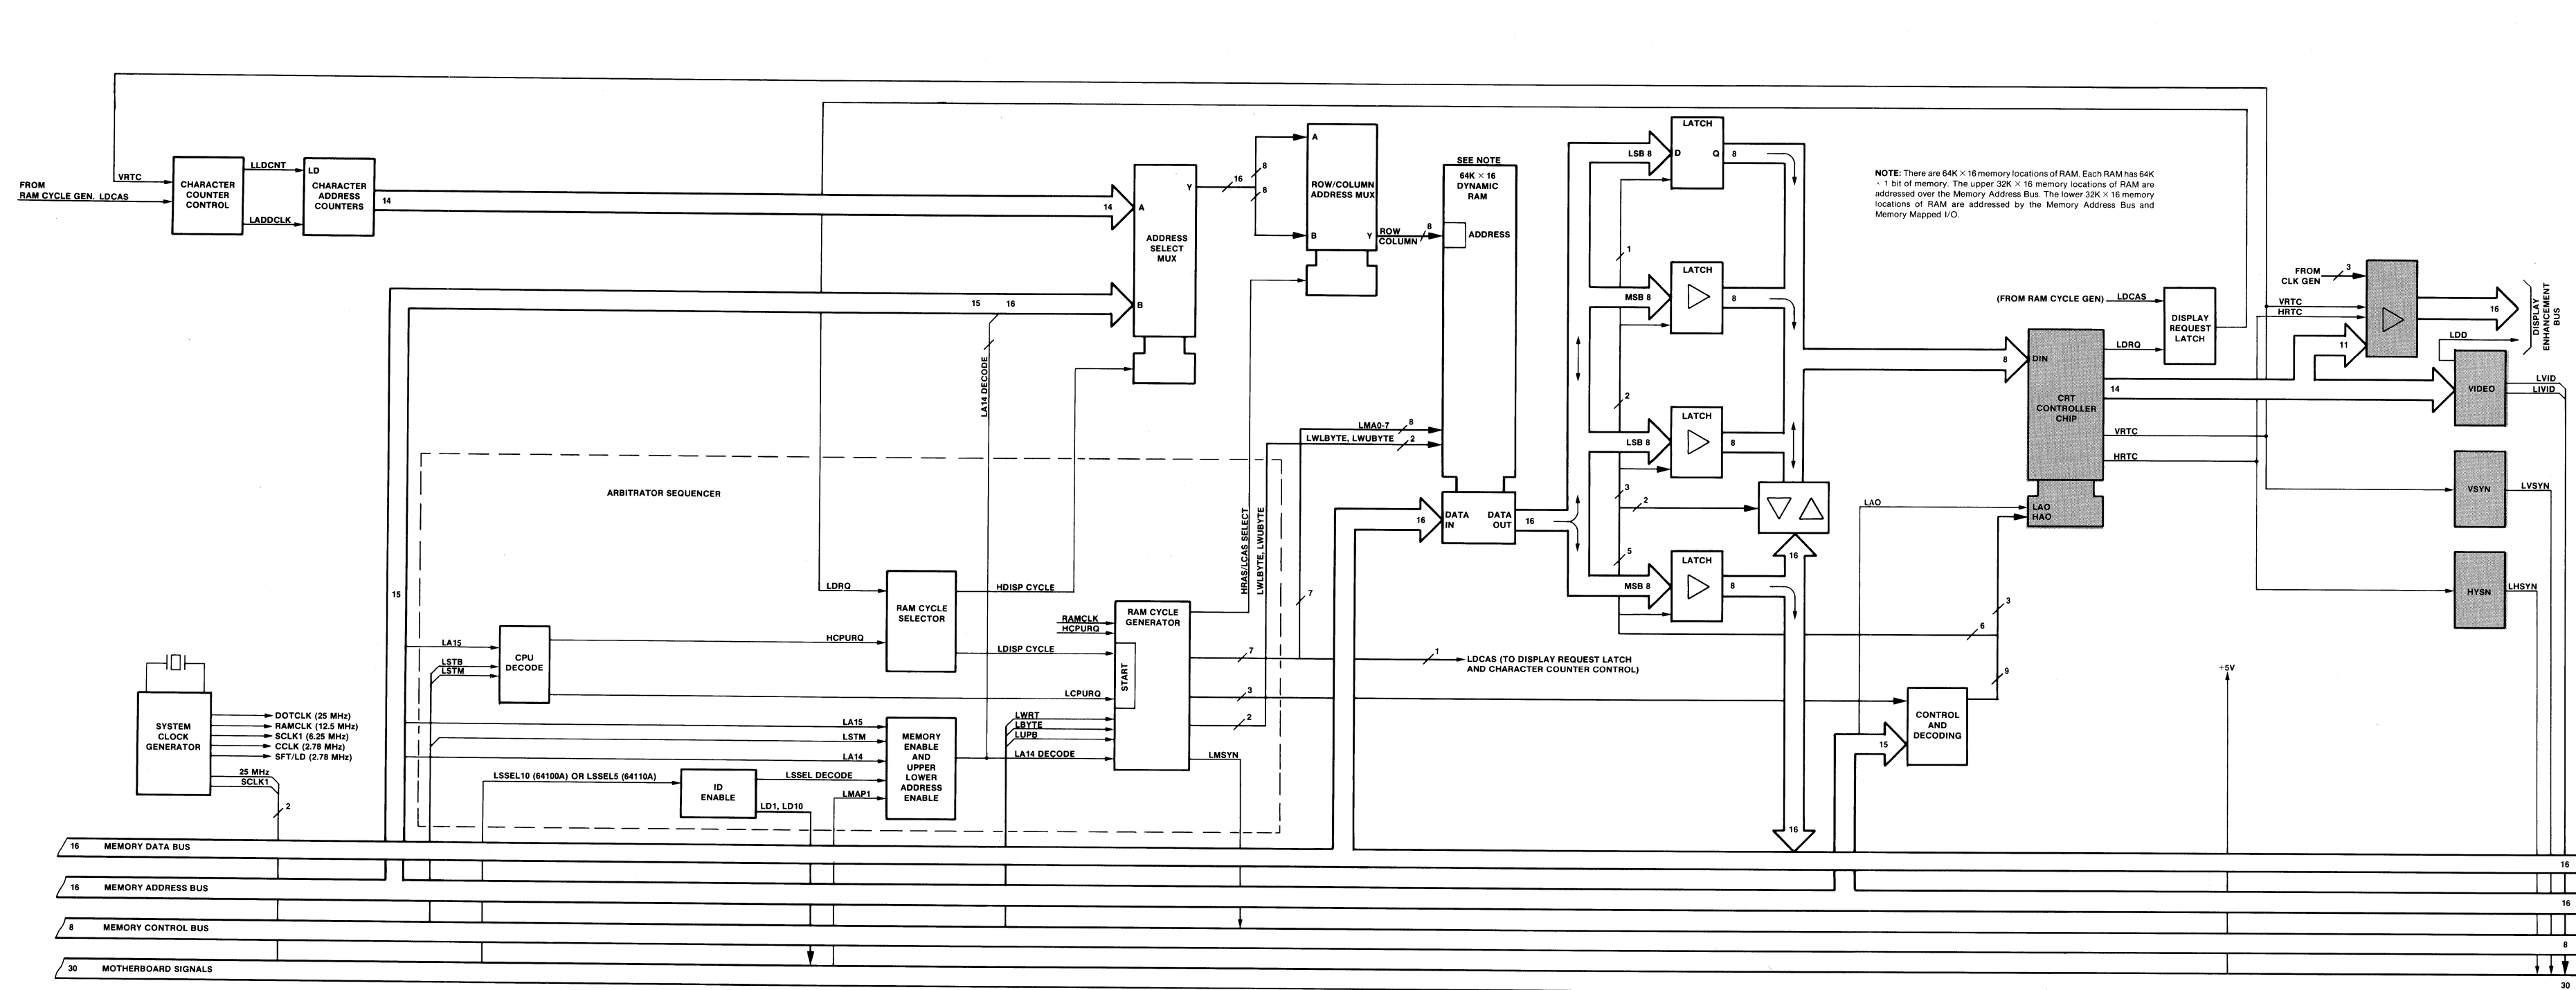 FROM
RAM CYCLE GEN. LDCAS
VRTC
CHARACTER
COUNTER
CONTROL
LLDCNT
LADDCLK
LD
CHARACTER
ADDRESS
COUNTERS
14
14
A
Y
ADDRESS
SELECT
MUX
B
15
16
LA14 DECODE
16
8
8
A
ROW/COLUMN
ADDRESS MUX
B
Y
ROW
COLUMN
8
SEE NOTE
64K × 16
DYNAMIC
RAM
ADDRESS
LMA0-7
8
LWLBYTE, LWUBYTE
2
16
DATA
IN
DATA
OUT
16
LATCH
LSB 8
D
Q
8
1
LATCH
MSB 8
8
2
LATCH
LSB 8
8
3
2
5
LATCH
MSB 8
8
16
16
6
3
9
NOTE: There are 64K × 16 memory locations of RAM. Each RAM has 64K
· 1 bit of memory. The upper 32K × 16 memory locations of RAM are
addressed over the Memory Address Bus. The lower 32K × 16 memory
locations of RAM are addressed by the Memory Address Bus and
Memory Mapped I/O.
(FROM RAM CYCLE GEN)
LDCAS
LDRQ
DISPLAY
REQUEST
LATCH
8
DIN
CRT
CONTROLLER
CHIP
14
VRTC
HRTC
LAO
LAO
HAO
FROM
CLK GEN
3
VRTC
HRTC
11
16
DISPLAY
ENHANCEMENT
BUS
LDD
VIDEO
LVID
LIVID
VSYN
LVSYN
HYSN
LHSYN
+5V
CONTROL
AND
DECODING
15
ARBITRATOR SEQUENCER
HRAS/LCAS SELECT
LWLBYTE, LWUBYTE
15
LDRQ
RAM CYCLE
SELECTOR
HDISP CYCLE
LDISP CYCLE
HCPURQ
LA15
LSTB
LSTM
CPU
DECODE
LCPURQ
RAMCLK
HCPURQ
RAM CYCLE
GENERATOR
START
7
7
3
2
1
LDCAS (TO DISPLAY REQUEST LATCH
AND CHARACTER COUNTER CONTROL)
LWRT
LBYTE
LUPB
LA14 DECODE
LMSYN
LA15
LSTM
LA14
LSSEL DECODE
LMAP1
MEMORY
ENABLE
AND
UPPER
LOWER
ADDRESS
ENABLE
LSSEL10 (64100A) OR LSSEL5 (64110A)
ID
ENABLE
LD1, LD10
SYSTEM
CLOCK
GENERATOR
DOTCLK (25 MHz)
RAMCLK (12.5 MHz)
SCLK1 (6.25 MHz)
CCLK (2.78 MHz)
SFT/LD (2.78 MHz)
25 MHz
SCLK1
2
16 MEMORY DATA BUS
16
16 MEMORY ADDRESS BUS
16
8 MEMORY CONTROL BUS
8
30 MOTHERBOARD SIGNALS
30